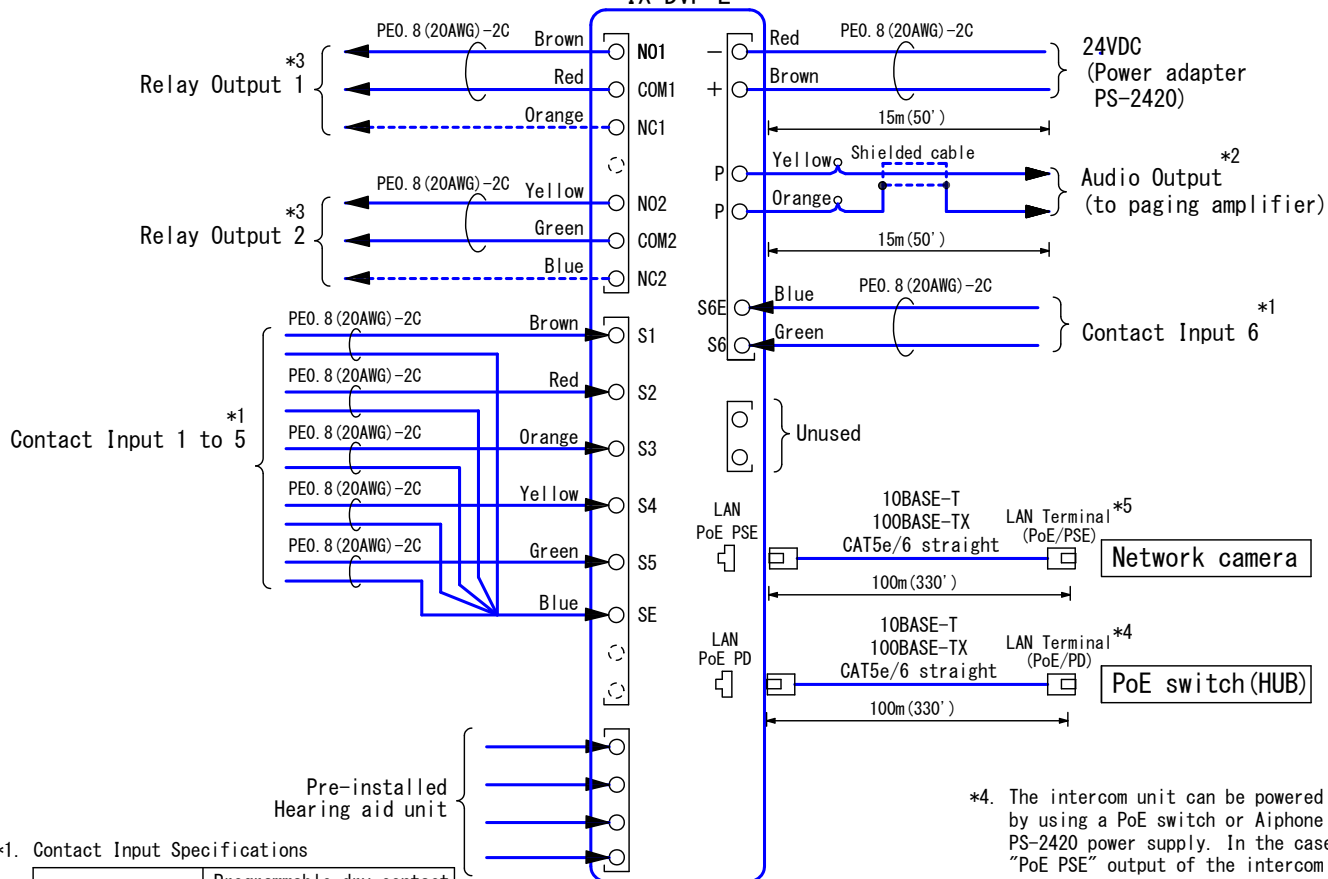 PE0.8(20AWG)-2C
Brown
NO1
*3
Relay Output 1
Red
COM1
Orange
NC1
PE0.8(20AWG)-2C
Yellow
NO2
*3
Relay Output 2
Green
COM2
Blue
NC2
PE0.8(20AWG)-2C
Brown
S1
PE0.8(20AWG)-2C
Red
S2
*1
Contact Input 1 to 5
PE0.8(20AWG)-2C
Orange
S3
PE0.8(20AWG)-2C
Yellow
S4
PE0.8(20AWG)-2C
Green
S5
Blue
SE
Pre-installed
Hearing aid unit
*1. Contact Input Specifications
Programmable dry contact
−
Red
PE0.8(20AWG)-2C
+
Brown
24VDC
(Power adapter
PS-2420)
15m(50')
P
Yellow
Shielded cable
P
Orange
*2
Audio Output
(to paging amplifier)
15m(50')
S6E
Blue
PE0.8(20AWG)-2C
S6
Green
*1
Contact Input 6
Unused
LAN
PoE PSE
10BASE-T
100BASE-TX
CAT5e/6 straight
LAN Terminal*5
(PoE/PSE)
Network camera
100m(330')
LAN
PoE PD
10BASE-T
100BASE-TX
CAT5e/6 straight
LAN Terminal*4
(PoE/PD)
PoE switch(HUB)
100m(330')
*4. The intercom unit can be powered
by using a PoE switch or Aiphone
PS-2420 power supply. In the case
"PoE PSE" output of the intercom